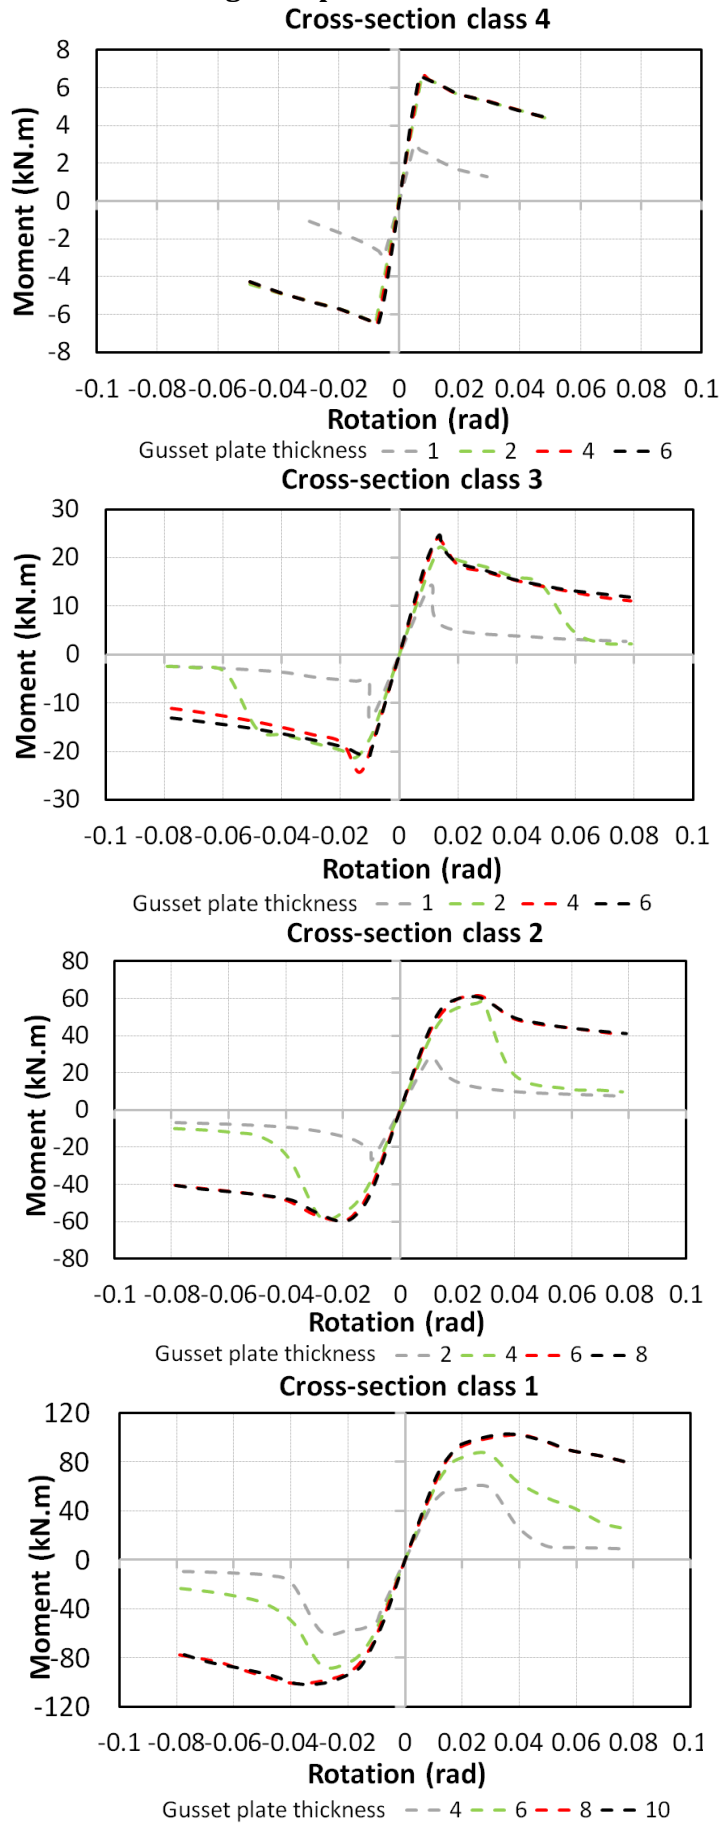 Cross-section class 4
8
6
4
2
0
-2
-4
-6
-8
Moment (kN.m)
-0.1 -0.08 -0.06 -0.04 -0.02 0 0.02 0.04 0.06 0.08 0.1
Rotation (rad)
Gusset plate thickness 1 2 4 6
Cross-section class 3
30
20
10
0
-10
-20
-30
Moment (kN.m)
-0.1 -0.08 -0.06 -0.04 -0.02 0 0.02 0.04 0.06 0.08 0.1
Rotation (rad)
Gusset plate thickness 1 2 4 6
Cross-section class 2
80
60
40
20
0
-20
-40
-60
-80
Moment (kN.m)
-0.1 -0.08 -0.06 -0.04 -0.02 0 0.02 0.04 0.06 0.08 0.1
Rotation (rad)
Gusset plate thickness 2 4 6 8
Cross-section class 1
120
80
40
0
-40
-80
-120
Moment (kN.m)
-0.1 -0.08 -0.06 -0.04 -0.02 0 0.02 0.04 0.06 0.08 0.1
Rotation (rad)
Gusset plate thickness 4 6 8 10